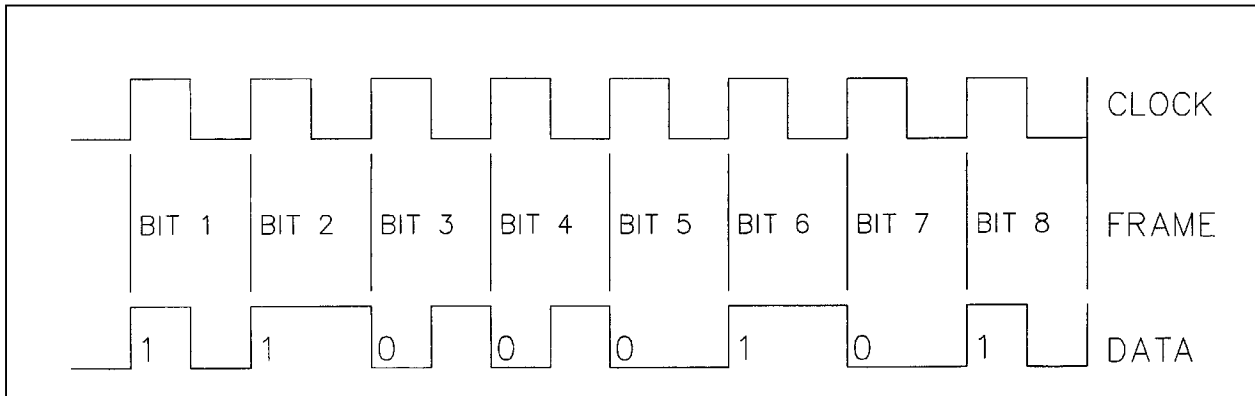 CLOCK
BIT 1 BIT 2 BIT 3 BIT 4 BIT 5 BIT 6 BIT 7 BIT 8 FRAME
1 1 0 0 0 1 0 1 DATA